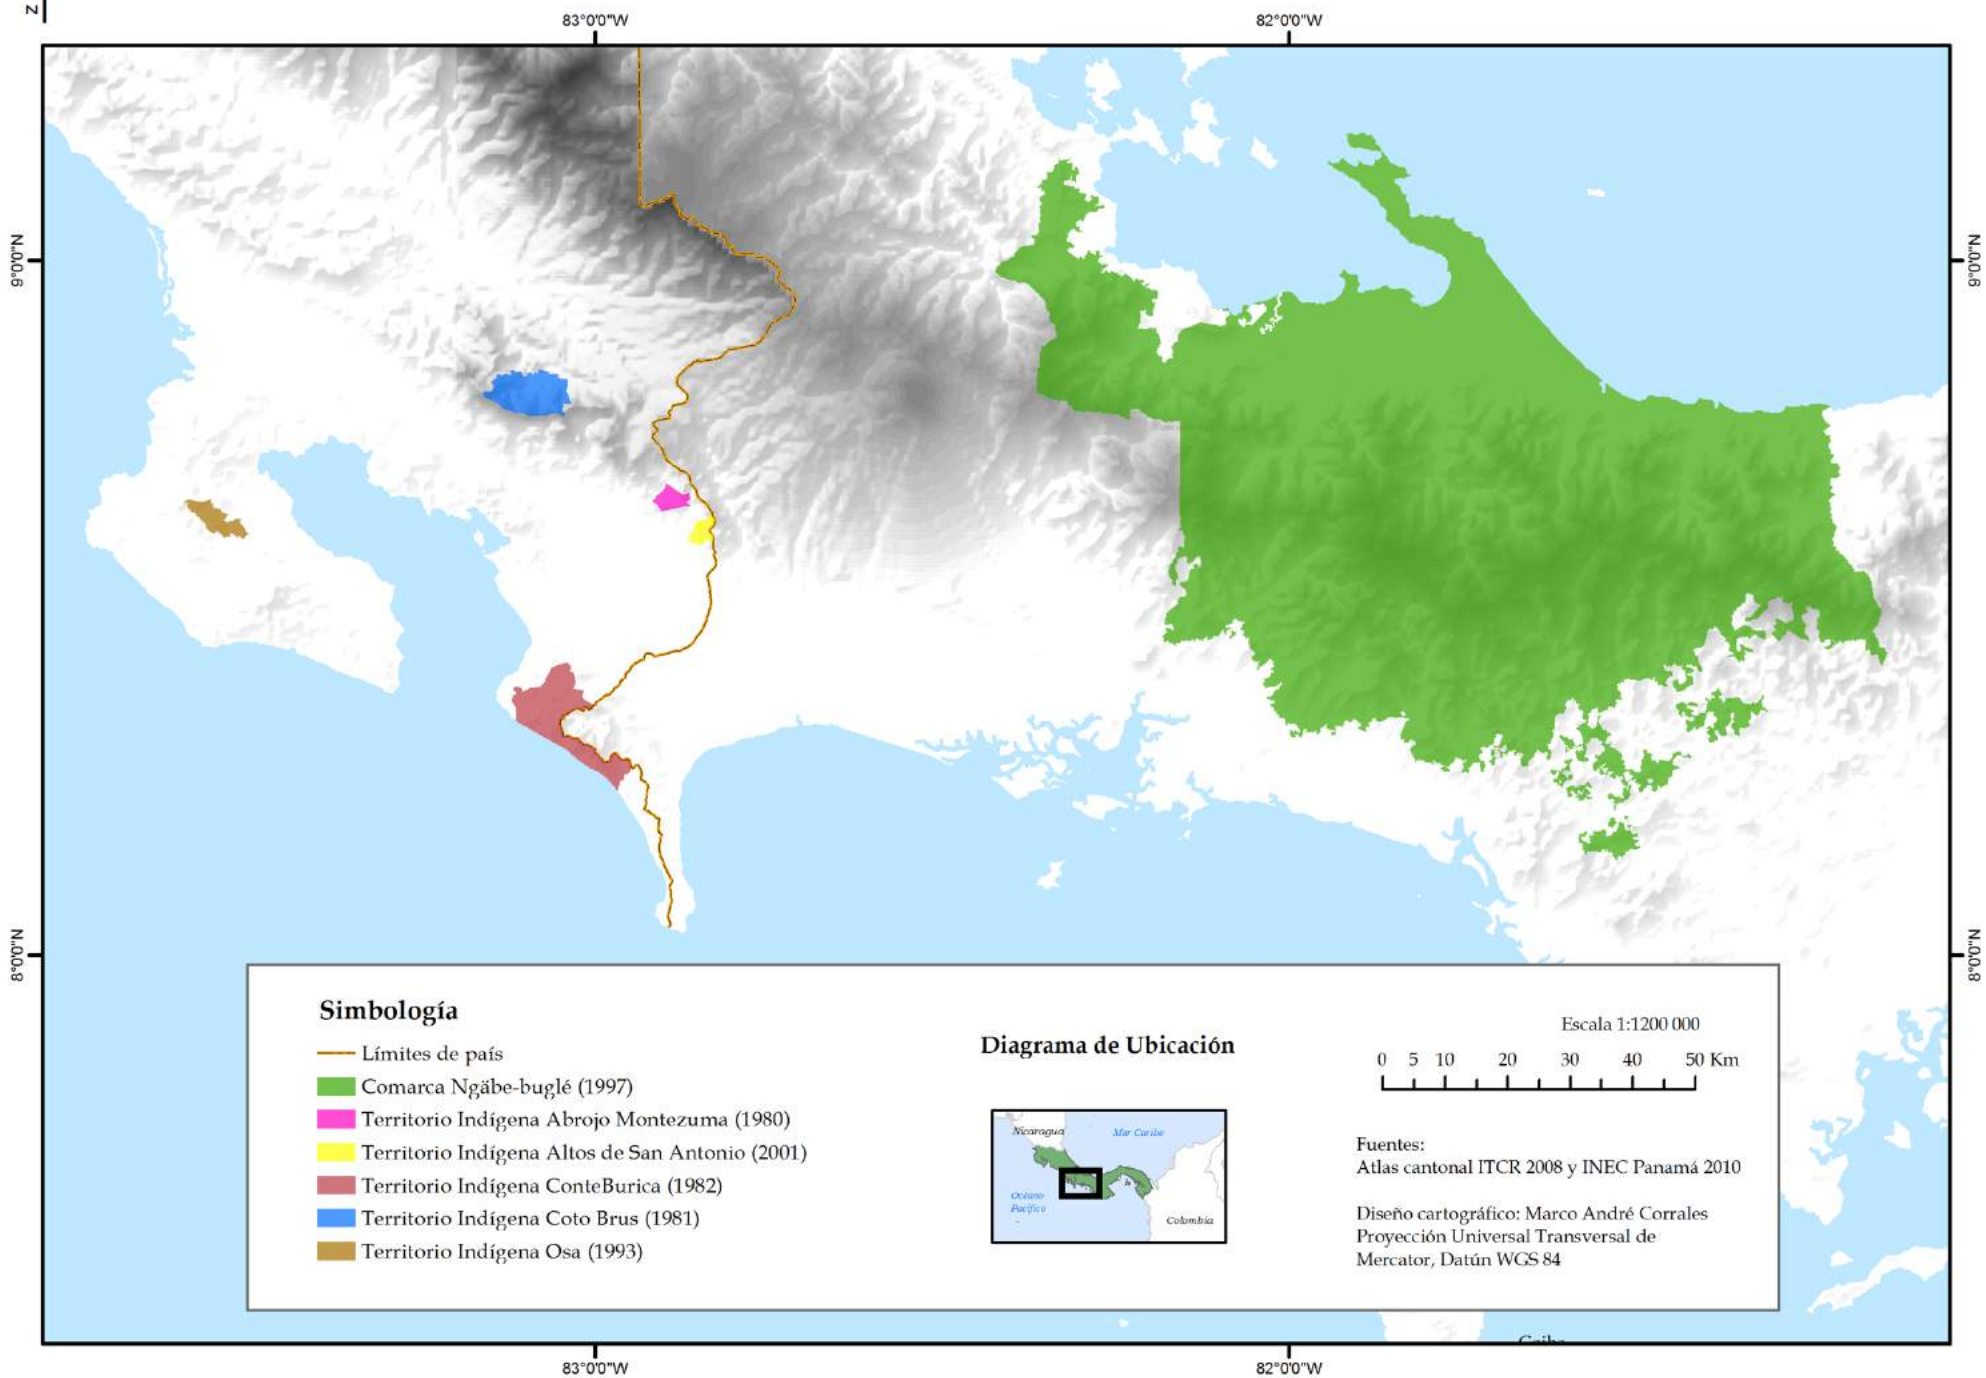 Z
83°0'0"W
82°0'0"W
9°0'0"N
9°0'0"N
8°0'0"N
8°0'0"N
Simbología
Límites de país
Comarca Ngäbe-buglé (1997)
Territorio Indígena Abrojo Montezuma (1980)
Territorio Indígena Altos de San Antonio (2001)
Territorio Indígena ConteBurica (1982)
Territorio Indígena Coto Brus (1981)
Territorio Indígena Osa (1993)
Diagrama de Ubicación
Nicaragua
Mar Caribe
Océano
Pacífico
Colombia
Escala 1:1200 000
0 5 10 20 30 40 50 Km
Fuentes:
Atlas cantonal ITCR 2008 y INEC Panamá 2010
Diseño cartográfico: Marco André Corrales
Proyección Universal Transversal de
Mercator, Datún WGS 84
83°0'0"W
82°0'0"W